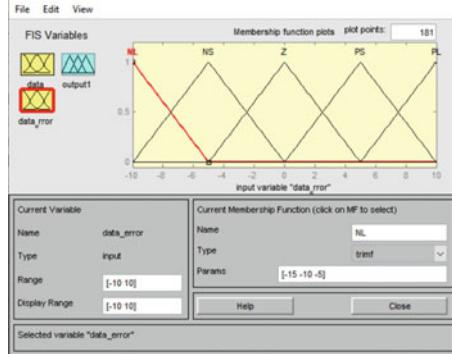 File Edit View
FIS Variables
Membership function plots plot points: 181
NL NS Z PS PL
data output1
data_rror
1
0.5
0
-10 -8 -6 -4 -2 0 2 4 6 8 10
input variable "data_rror"
Current Variable
Name data_error
Type input
Range [-10 10]
Display Range [-10 10]
Current Membership Function (click on MF to select)
Name NL
Type trimf
Params [-15 -10 -5]
Help Close
Selected variable "data_error"